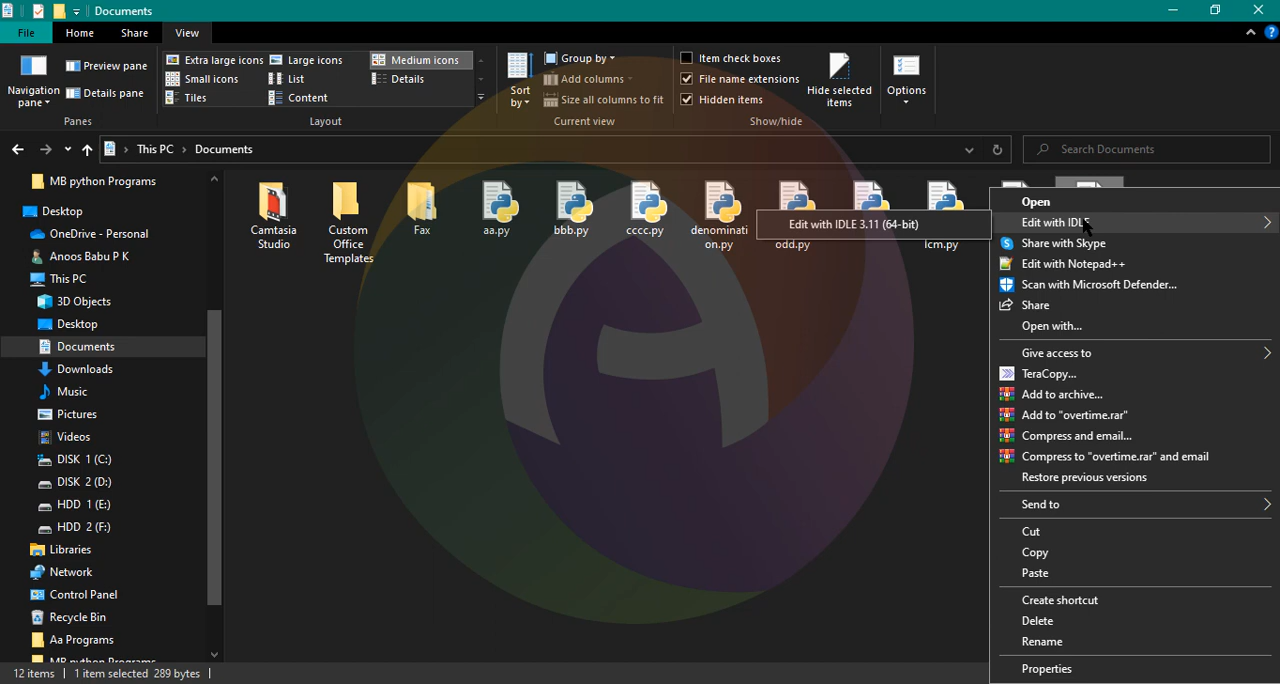 Documents
File Home Share View
Navigation pane
Preview pane
Details pane
Panes
Extra large icons Large icons Medium icons
Small icons List Details
Tiles Content
Layout
Sort by
Group by
Add columns
Size all columns to fit
Current view
Item check boxes
File name extensions
Hidden items
Hide selected items
Show/hide
Options
This PC › Documents
Search Documents
MB python Programs
Desktop
OneDrive - Personal
Anoos Babu P K
This PC
3D Objects
Desktop
Documents
Downloads
Music
Pictures
Videos
DISK 1 (C:)
DISK 2 (D:)
HDD 1 (E:)
HDD 2 (F:)
Libraries
Network
Control Panel
Recycle Bin
Aa Programs
MB python Programs
Camtasia Studio
Custom Office Templates
Fax
aa.py
bbb.py
cccc.py
denominati
on.py
odd.py
lcm.py
Edit with IDLE 3.11 (64-bit)
Open
Edit with IDLE
Share with Skype
Edit with Notepad++
Scan with Microsoft Defender...
Share
Open with...
Give access to
TeraCopy...
Add to archive...
Add to "overtime.rar"
Compress and email...
Compress to "overtime.rar" and email
Restore previous versions
Send to
Cut
Copy
Paste
Create shortcut
Delete
Rename
Properties
12 items 1 item selected 289 bytes